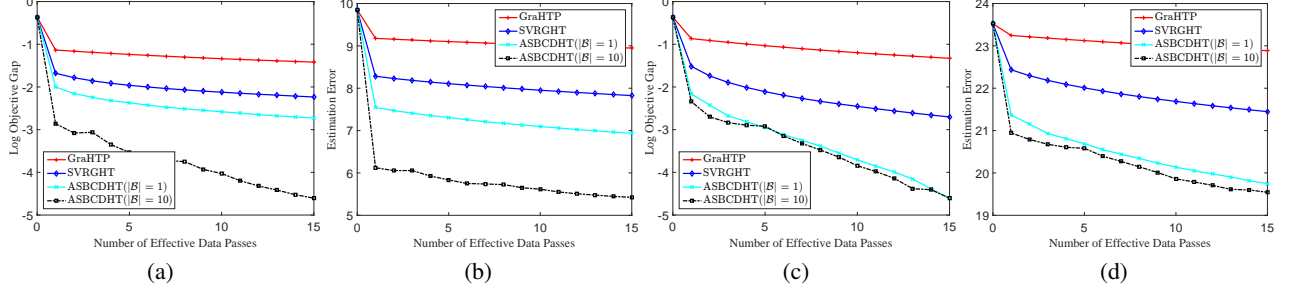 0
-1
-2
-3
-4
-5
Log Objective Gap
GraHTP
SVRGHT
ASBCDHT(|B| = 1)
ASBCDHT(|B| = 10)
0 5 10 15
Number of Effective Data Passes
(a)
10
9
8
7
6
5
Estimation Error
GraHTP
SVRGHT
ASBCDHT(|B| = 1)
ASBCDHT(|B| = 10)
0 5 10 15
Number of Effective Data Passes
(b)
0
-1
-2
-3
-4
-5
Log Objective Gap
GraHTP
SVRGHT
ASBCDHT(|B| = 1)
ASBCDHT(|B| = 10)
0 5 10 15
Number of Effective Data Passes
(c)
24
23
22
21
20
19
Estimation Error
GraHTP
SVRGHT
ASBCDHT(|B| = 1)
ASBCDHT(|B| = 10)
0 5 10 15
Number of Effective Data Passes
(d)